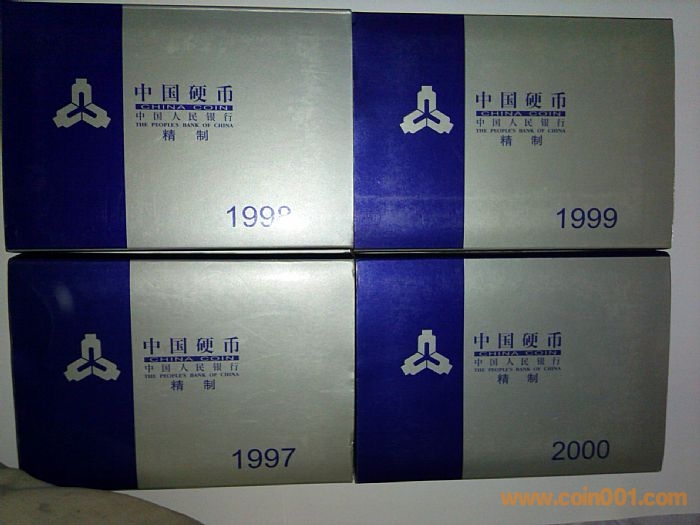 中国硬币
CHINA COIN
中国人民银行
THE PEOPLE'S BANK OF CHINA
精 制
1998
中国硬币
CHINA COIN
中国人民银行
THE PEOPLE'S BANK OF CHINA
精 制
1999
中国硬币
CHINA COIN
中国人民银行
THE PEOPLE'S BANK OF CHINA
精 制
1997
中国硬币
CHINA COIN
中国人民银行
THE PEOPLE'S BANK OF CHINA
精 制
2000
www.coin001.com